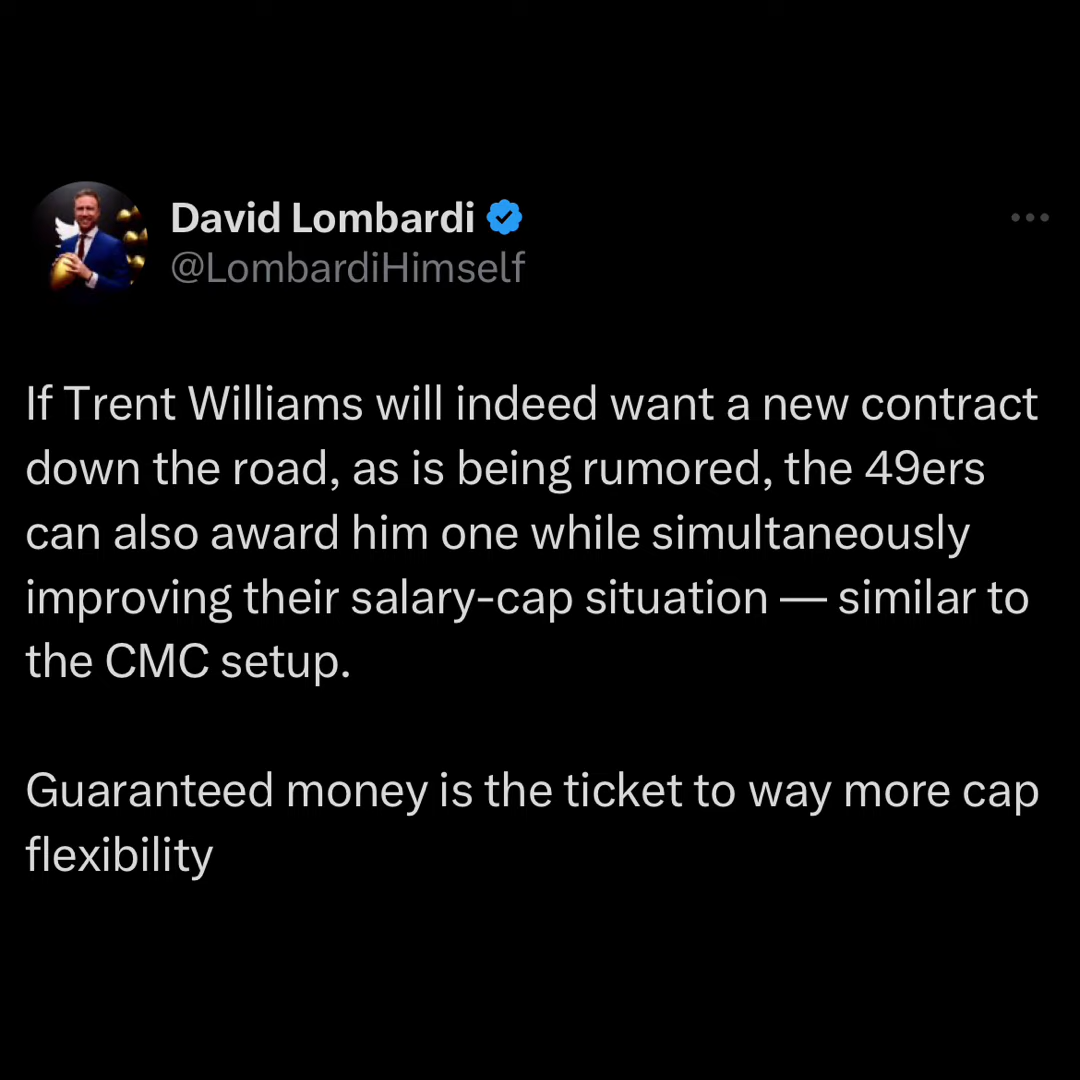 David Lombardi
@LombardiHimself
If Trent Williams will indeed want a new contract
down the road, as is being rumored, the 49ers
can also award him one while simultaneously
improving their salary-cap situation — similar to
the CMC setup.
Guaranteed money is the ticket to way more cap
flexibility